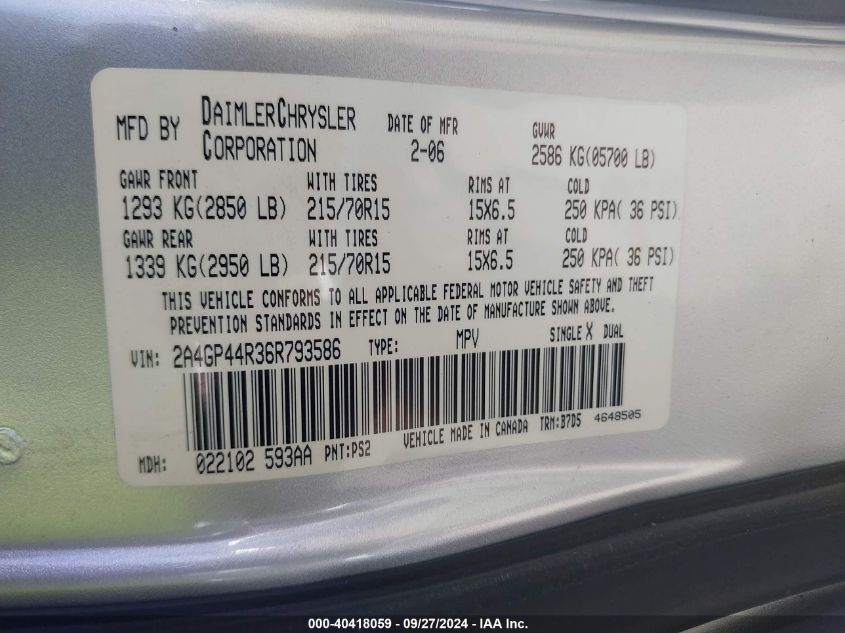 MFD BY DAIMLERCHRYSLER CORPORATION DATE OF MFR 2-06 GVWR 2586 KG(05700 LB)
GAWR FRONT WITH TIRES RIMS AT COLD
1293 KG(2850 LB) 215/70R15 15X6.5 250 KPA( 36 PSI)
GAWR REAR WITH TIRES RIMS AT COLD
1339 KG(2950 LB) 215/70R15 15X6.5 250 KPA( 36 PSI)
THIS VEHICLE CONFORMS TO ALL APPLICABLE FEDERAL MOTOR VEHICLE SAFETY AND THEFT
PREVENTION STANDARDS IN EFFECT ON THE DATE OF MANUFACTURE SHOWN ABOVE.
VIN: 2A4GP44R36R793586 TYPE: MPV SINGLE X DUAL
MDH: 022102 593AA PNT:PS2 VEHICLE MADE IN CANADA TRM:B7D5 4648505
000-40418059 - 09/27/2024 - IAA Inc.